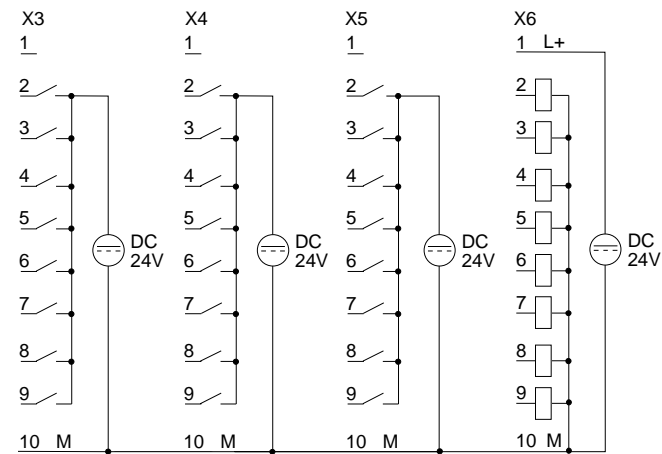 X3 X4 X5 X6
1 1 1 1 L+
2 2 2 2
3 3 3 3
4 4 4 4
5 5 5 5
DC DC DC DC
24V 24V 24V 24V
6 6 6 6
7 7 7 7
8 8 8 8
9 9 9 9
10 M 10 M 10 M 10 M